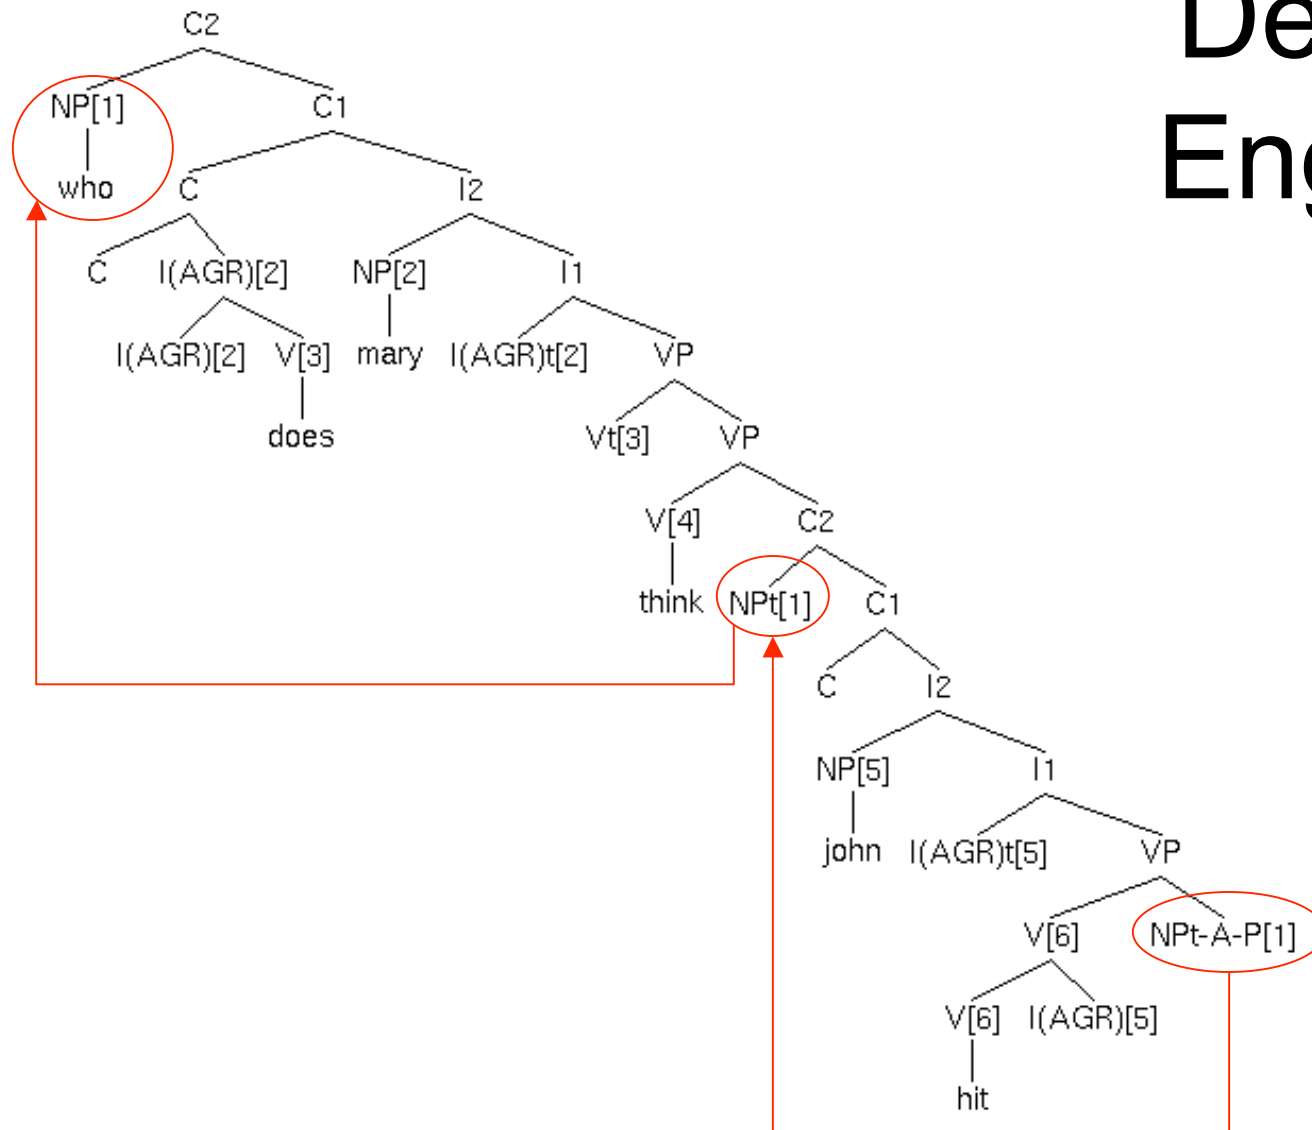 De
Eng
C2
NP[1] C1
who C I2
C I(AGR)[2] NP[2] I1
I(AGR)[2] V[3] mary I(AGR)t[2] VP
does Vt[3] VP
V[4] C2
think NPt[1] C1
C I2
NP[5] I1
john I(AGR)t[5] VP
V[6] NPt-A-P[1]
V[6] I(AGR)[5]
hit